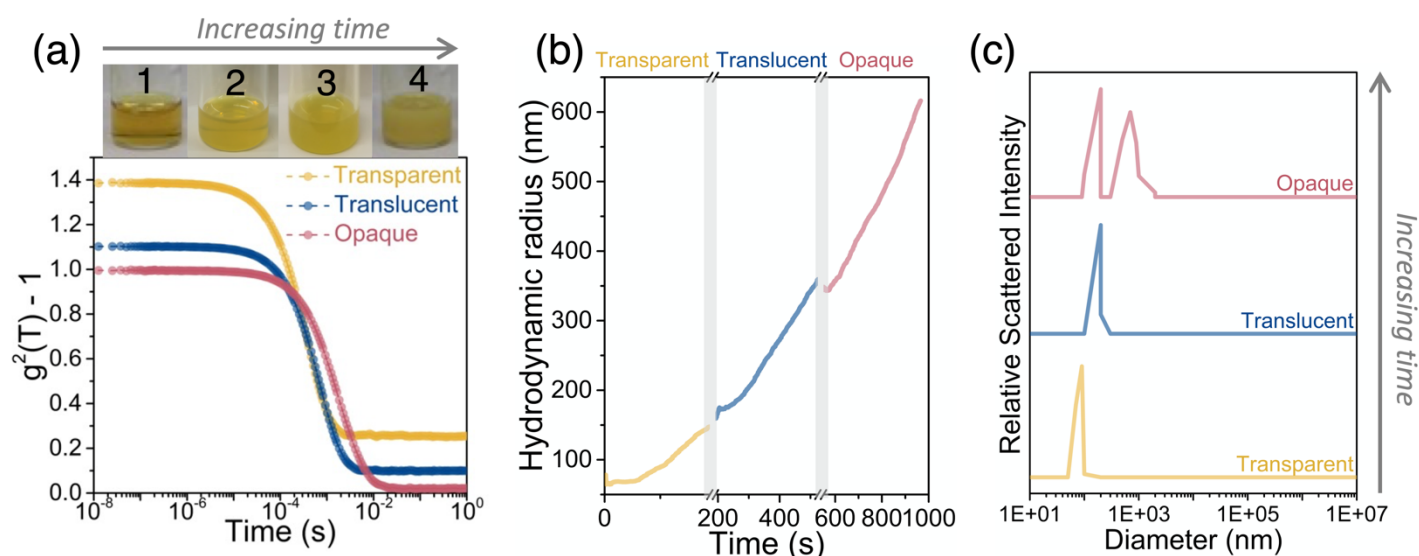 Increasing time
(a)
1 2 3 4
Transparent
Translucent
Opaque
g²(T) - 1
1.4
1.2
1.0
0.8
0.6
0.4
0.2
0.0
10⁻⁸ 10⁻⁶ 10⁻⁴ 10⁻² 10⁰
Time (s)
(b)
Transparent Translucent Opaque
Hydrodynamic radius (nm)
600
500
400
300
200
100
0 200 400 600 800 1000
Time (s)
(c)
Relative Scattered Intensity
Opaque
Translucent
Transparent
1E+01 1E+03 1E+05 1E+07
Diameter (nm)
Increasing time